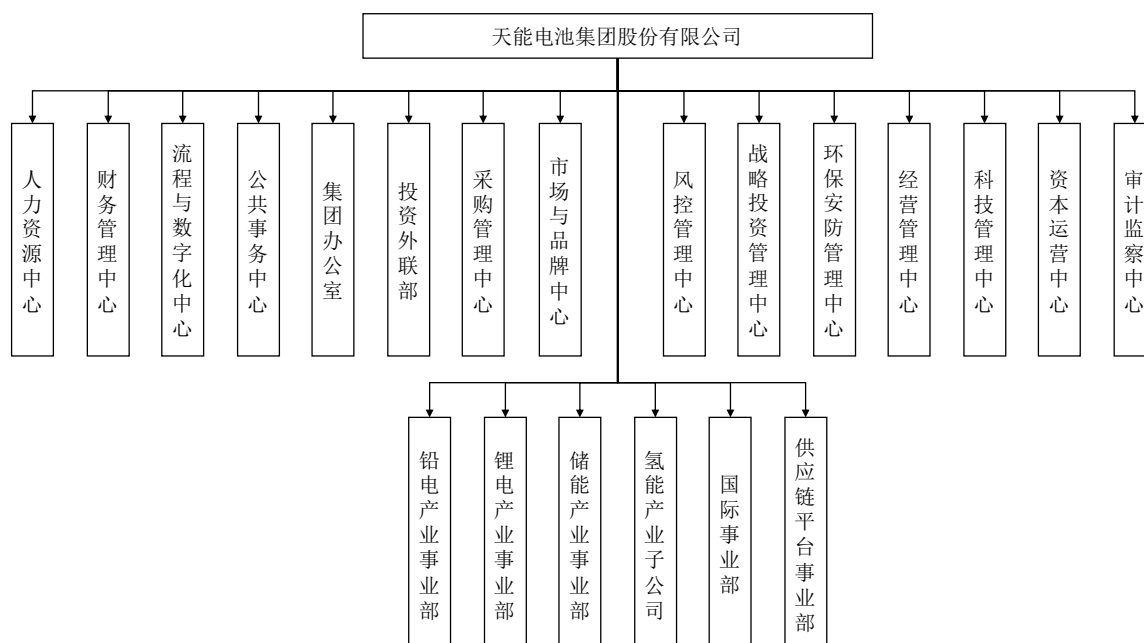 天能电池集团股份有限公司
人力资源中心
财务管理中心
流程与数字化中心
公共事务中心
集团办公室
投资外联部
采购管理中心
市场与品牌中心
风控管理中心
战略投资管理中心
环保安防管理中心
经营管理中心
科技管理中心
资本运营中心
审计监察中心
铅电产业事业部
锂电产业事业部
储能产业事业部
氢能产业子公司
国际事业部
供应链平台事业部